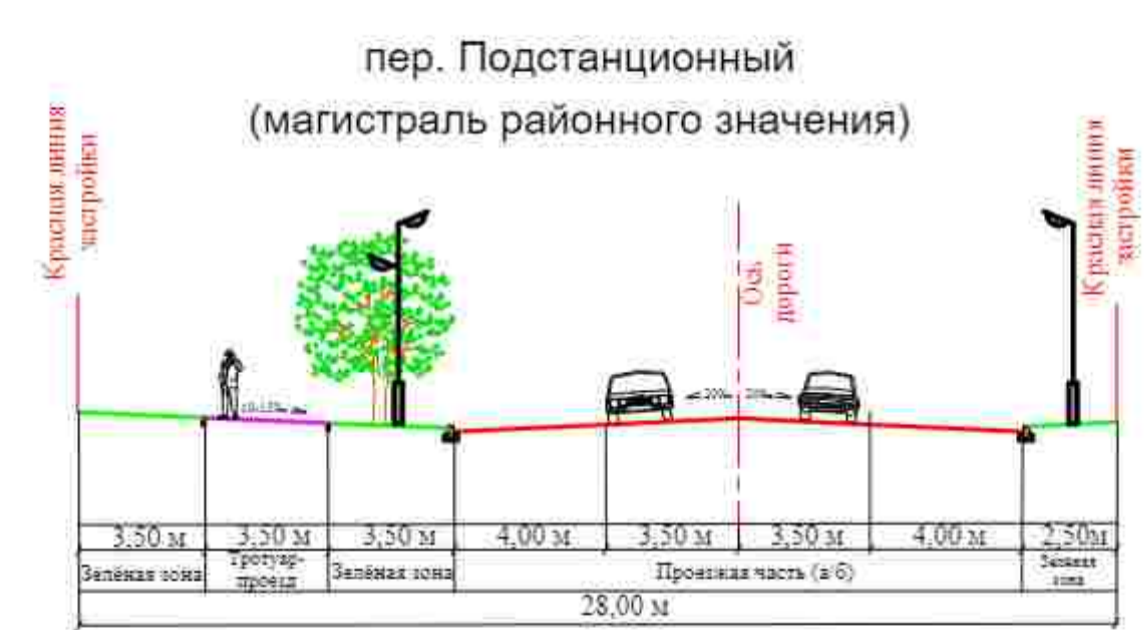 пер. Подстанционный
(магистраль районного значения)
Красная линия
застройки
Красная линия
застройки
Ось
дороги
20‰ 20‰
3,50 м 3,50 м 3,50 м 4,00 м 3,50 м 3,50 м 4,00 м 2,50м
Зелёная зона Тротуар- Зелёная зона Проезжая часть (а/б) Зелёная
проезд зона
28,00 м